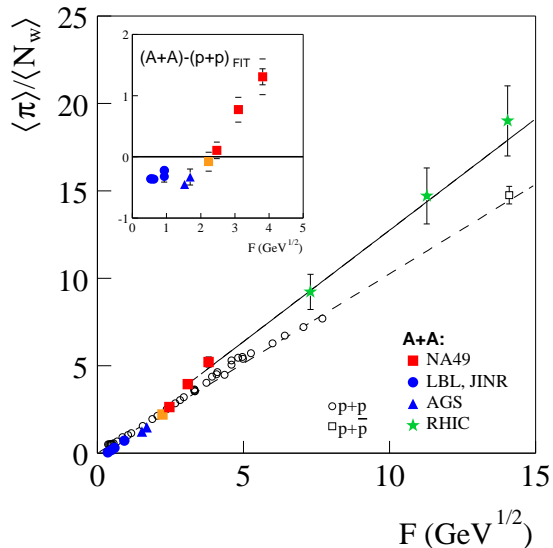 ⟨π⟩/⟨N_w⟩
25
20
15
10
5
0
0
5
10
15
F (GeV^{1/2})
(A+A)-(p+p) _{FIT}
2
1
0
-1
0
1
2
3
4
5
F (GeV^{1/2})
A+A:
NA49
LBL, JINR
AGS
RHIC
p+p
p+p̅